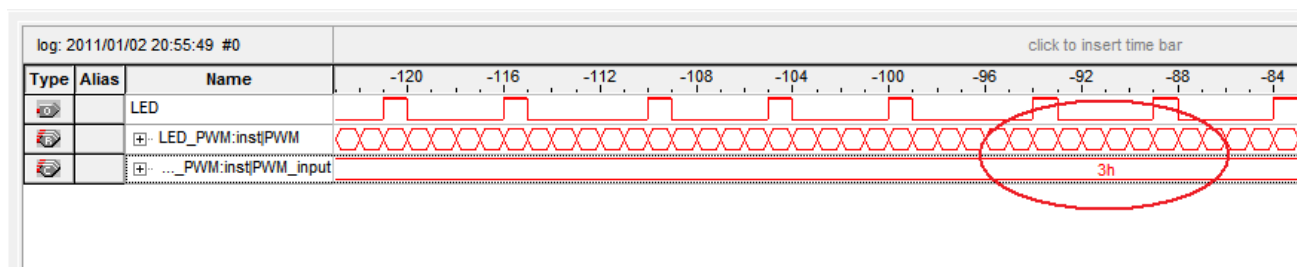 log: 2011/01/02 20:55:49 #0 click to insert time bar
Type Alias Name -120 -116 -112 -108 -104 -100 -96 -92 -88 -84
LED
LED_PWM:inst|PWM
..._PWM:inst|PWM_input 3h